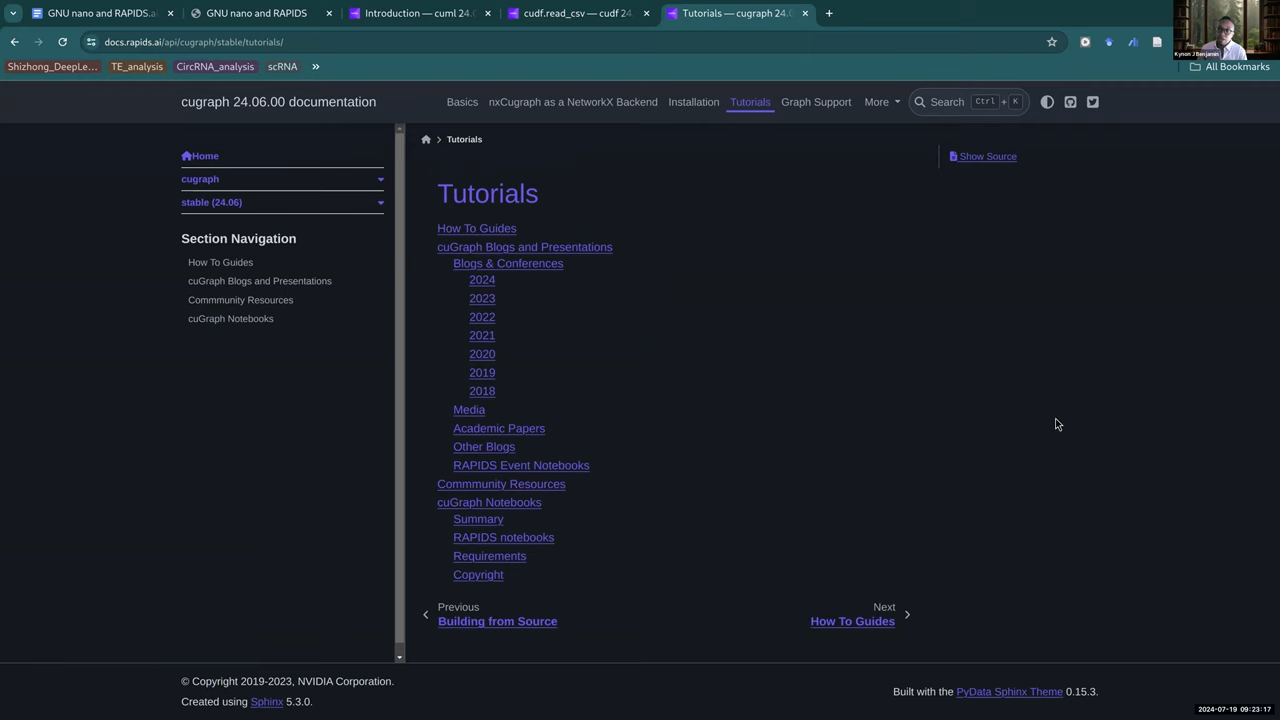 GNU nano and RAPIDS.a
GNU nano and RAPIDS
Introduction — cuml 24.0
cudf.read_csv — cudf 24
Tutorials — cugraph 24.0
docs.rapids.ai/api/cugraph/stable/tutorials/
Shizhong_DeepLe...
TE_analysis
CircRNA_analysis
scRNA
All Bookmarks
Kynon J Benjamin
cugraph 24.06.00 documentation
Basics
nxCugraph as a NetworkX Backend
Installation
Tutorials
Graph Support
More
Search
Ctrl + K
Home
cugraph
stable (24.06)
Section Navigation
How To Guides
cuGraph Blogs and Presentations
Commmunity Resources
cuGraph Notebooks
Tutorials
Show Source
Tutorials
How To Guides
cuGraph Blogs and Presentations
Blogs & Conferences
2024
2023
2022
2021
2020
2019
2018
Media
Academic Papers
Other Blogs
RAPIDS Event Notebooks
Commmunity Resources
cuGraph Notebooks
Summary
RAPIDS notebooks
Requirements
Copyright
Previous
Building from Source
Next
How To Guides
© Copyright 2019-2023, NVIDIA Corporation.
Created using Sphinx 5.3.0.
Built with the PyData Sphinx Theme 0.15.3.
2024-07-19 09:23:17